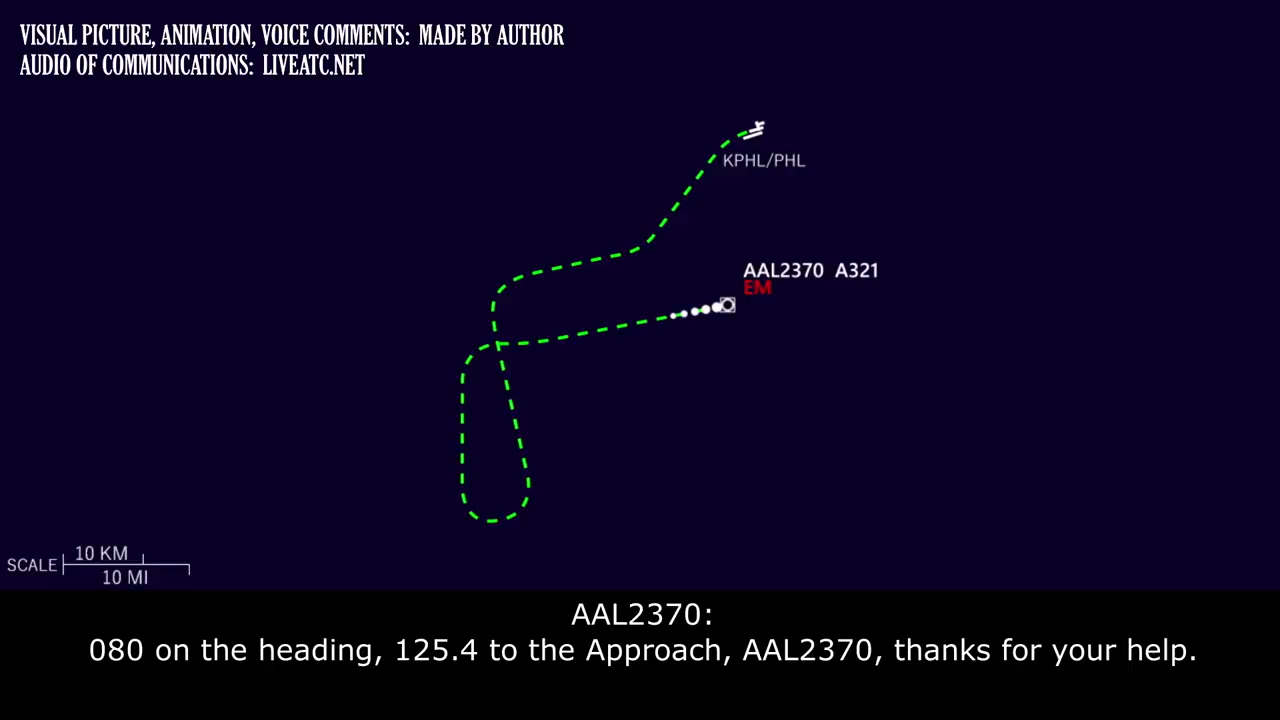 VISUAL PICTURE, ANIMATION, VOICE COMMENTS: MADE BY AUTHOR
AUDIO OF COMMUNICATIONS: LIVEATC.NET
KPHL/PHL
AAL2370 A321
EM
SCALE
10 KM
10 MI
AAL2370:
080 on the heading, 125.4 to the Approach, AAL2370, thanks for your help.